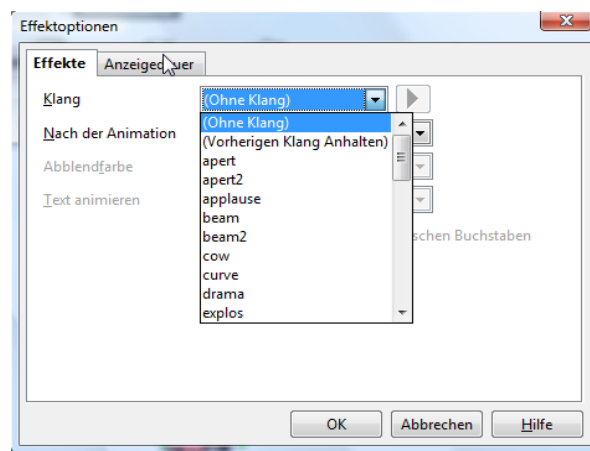 Effektoptionen
Effekte
Klang
(Ohne Klang)
(Ohne Klang)
(Vorherigen Klang Anhalten)
Nach der Animation
apert
Abblendfarbe
apert2
Text animieren
applause
beam
beam2
schen Buchstaben
cow
curve
drama
explos
OK Abbrechen Hilfe